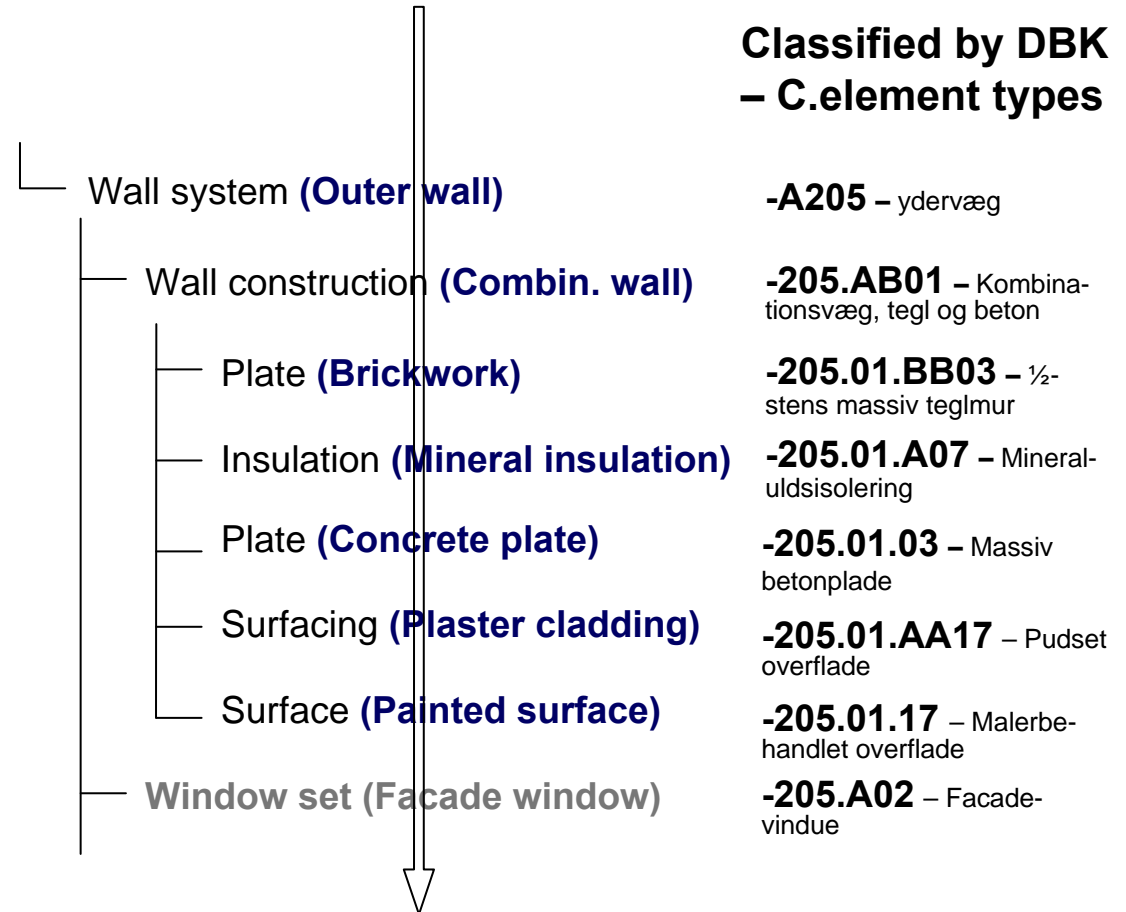 Classified by DBK
– C.element types
Wall system (Outer wall)
-A205 – ydervæg
Wall construction (Combin. wall)
-205.AB01 – Kombina-
tionsvæg, tegl og beton
Plate (Brickwork)
-205.01.BB03 – ½-
stens massiv teglmur
Insulation (Mineral insulation)
-205.01.A07 – Mineral-
uldsisolering
Plate (Concrete plate)
-205.01.03 – Massiv
betonplade
Surfacing (Plaster cladding)
-205.01.AA17 – Pudset
overflade
Surface (Painted surface)
-205.01.17 – Malerbe-
handlet overflade
Window set (Facade window)
-205.A02 – Facade-
vindue